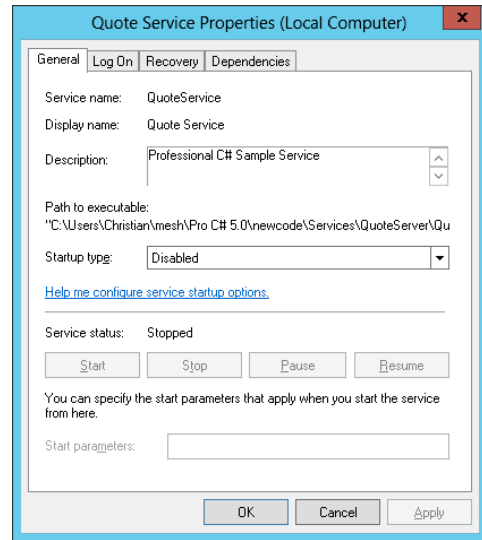 Quote Service Properties (Local Computer)
x
General Log On Recovery Dependencies
Service name: QuoteService
Display name: Quote Service
Description: Professional C# Sample Service
Path to executable:
"C:\Users\Christian\mesh\Pro C# 5.0\newcode\Services\QuoteServer\Qu
Startup type: Disabled
Help me configure service startup options.
Service status: Stopped
Start Stop Pause Resume
You can specify the start parameters that apply when you start the service
from here.
Start parameters:
OK Cancel Apply